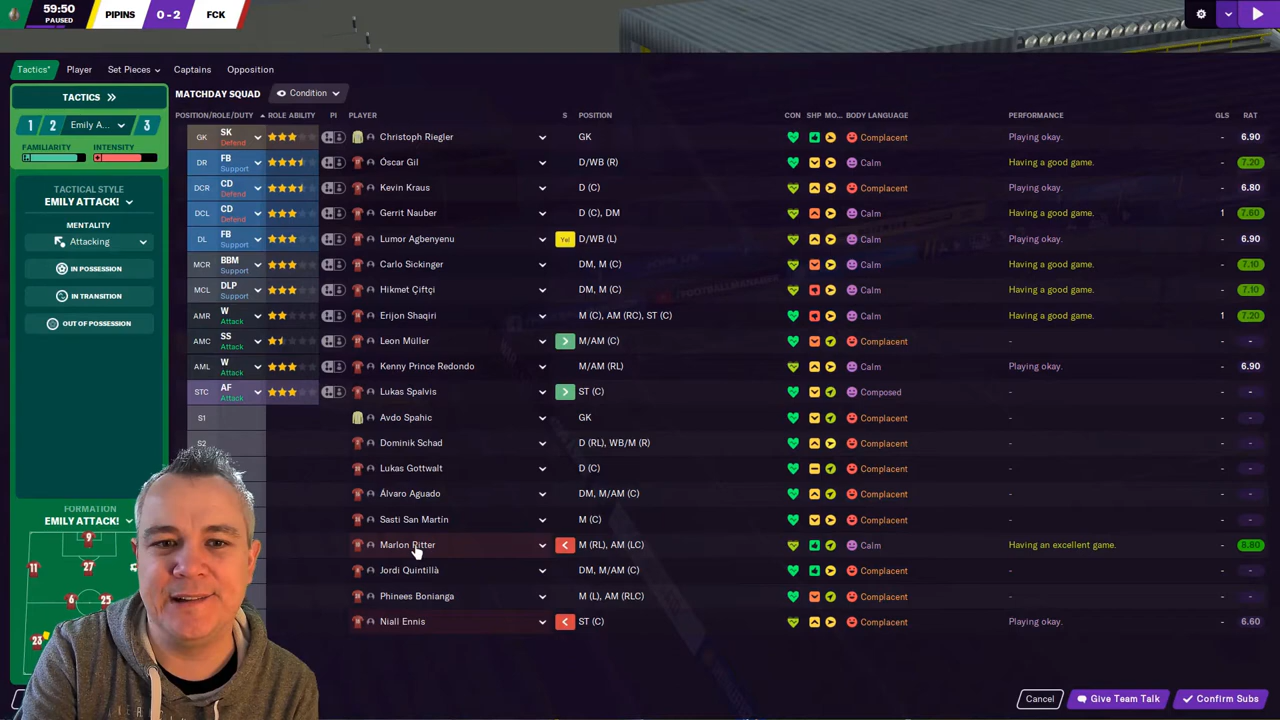 59:50
PAUSED
PIPINS
0 - 2
FCK
Tactics*
Player
Set Pieces
Captains
Opposition
TACTICS
MATCHDAY SQUAD
Condition
1 2 Emily A... 3
FAMILIARITY
INTENSITY
TACTICAL STYLE
EMILY ATTACK!
MENTALITY
Attacking
IN POSSESSION
IN TRANSITION
OUT OF POSSESSION
FORMATION
EMILY ATTACK!
9
11 27
6 25
23
POSITION/ROLE/DUTY ROLE ABILITY PI PLAYER S POSITION CON SHP MO... BODY LANGUAGE PERFORMANCE GLS RAT
GK SK Defend Christoph Riegler GK Complacent Playing okay. - 6.90
DR FB Support Óscar Gil D/WB (R) Calm Having a good game. - 7.20
DCR CD Defend Kevin Kraus D (C) Complacent Playing okay. - 6.80
DCL CD Defend Gerrit Nauber D (C), DM Calm Having a good game. 1 7.60
DL FB Support Lumor Agbenyenu Yel D/WB (L) Calm Playing okay. - 6.90
MCR BBM Support Carlo Sickinger DM, M (C) Calm Having a good game. - 7.10
MCL DLP Support Hikmet Çiftçi DM, M (C) Calm Having a good game. - 7.10
AMR W Attack Erijon Shaqiri M (C), AM (RC), ST (C) Calm Having a good game. 1 7.20
AMC SS Attack Leon Müller M/AM (C) Complacent - - -
AML W Attack Kenny Prince Redondo M/AM (RL) Calm Playing okay. - 6.90
STC AF Attack Lukas Spalvis ST (C) Composed - - -
S1 Avdo Spahic GK Complacent - - -
S2 Dominik Schad D (RL), WB/M (R) Complacent - - -
Lukas Gottwalt D (C) Complacent - - -
Álvaro Aguado DM, M/AM (C) Complacent - - -
Sasti San Martín M (C) Complacent - - -
Marlon Ritter M (RL), AM (LC) Calm Having an excellent game. - 8.80
Jordi Quintillà DM, M/AM (C) Complacent - - -
Phinees Bonianga M (L), AM (RLC) Complacent - - -
Niall Ennis ST (C) Complacent Playing okay. - 6.60
Cancel
Give Team Talk
Confirm Subs